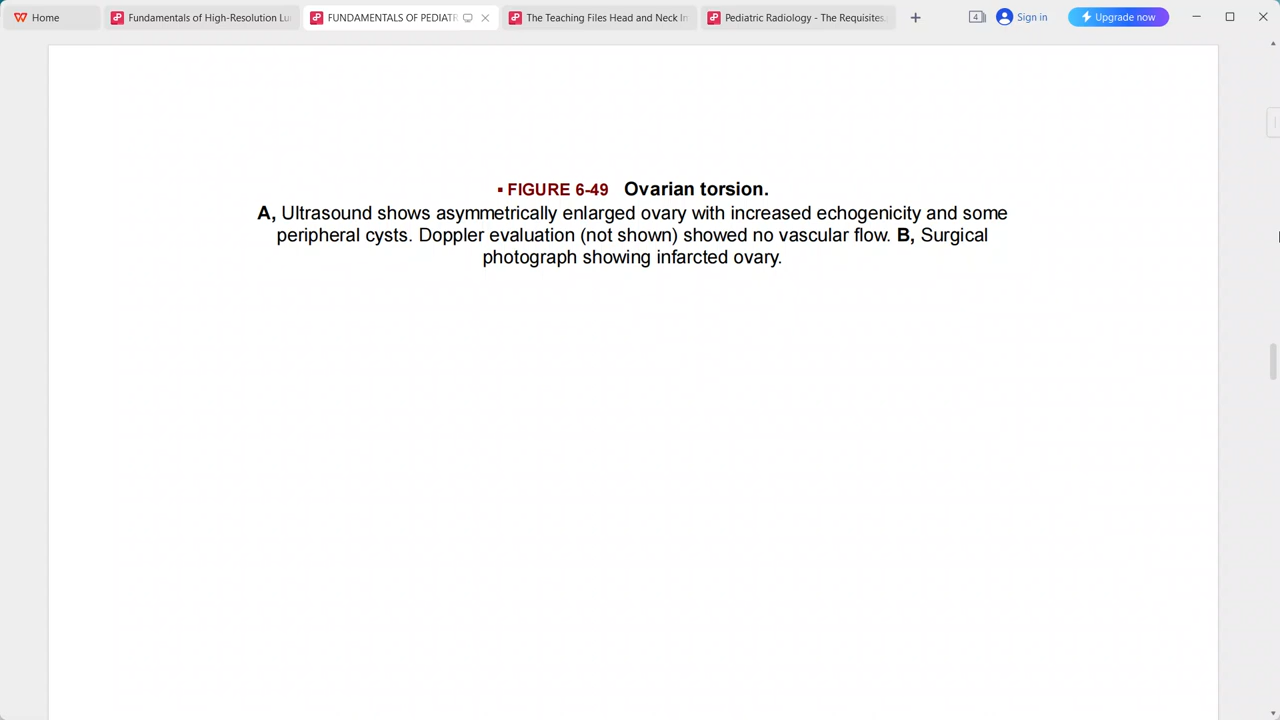 Home
Fundamentals of High-Resolution Lu
FUNDAMENTALS OF PEDIATR
The Teaching Files Head and Neck In
Pediatric Radiology - The Requisites.
4
Sign in
Upgrade now
▪ FIGURE 6-49 Ovarian torsion.
A, Ultrasound shows asymmetrically enlarged ovary with increased echogenicity and some
peripheral cysts. Doppler evaluation (not shown) showed no vascular flow. B, Surgical
photograph showing infarcted ovary.